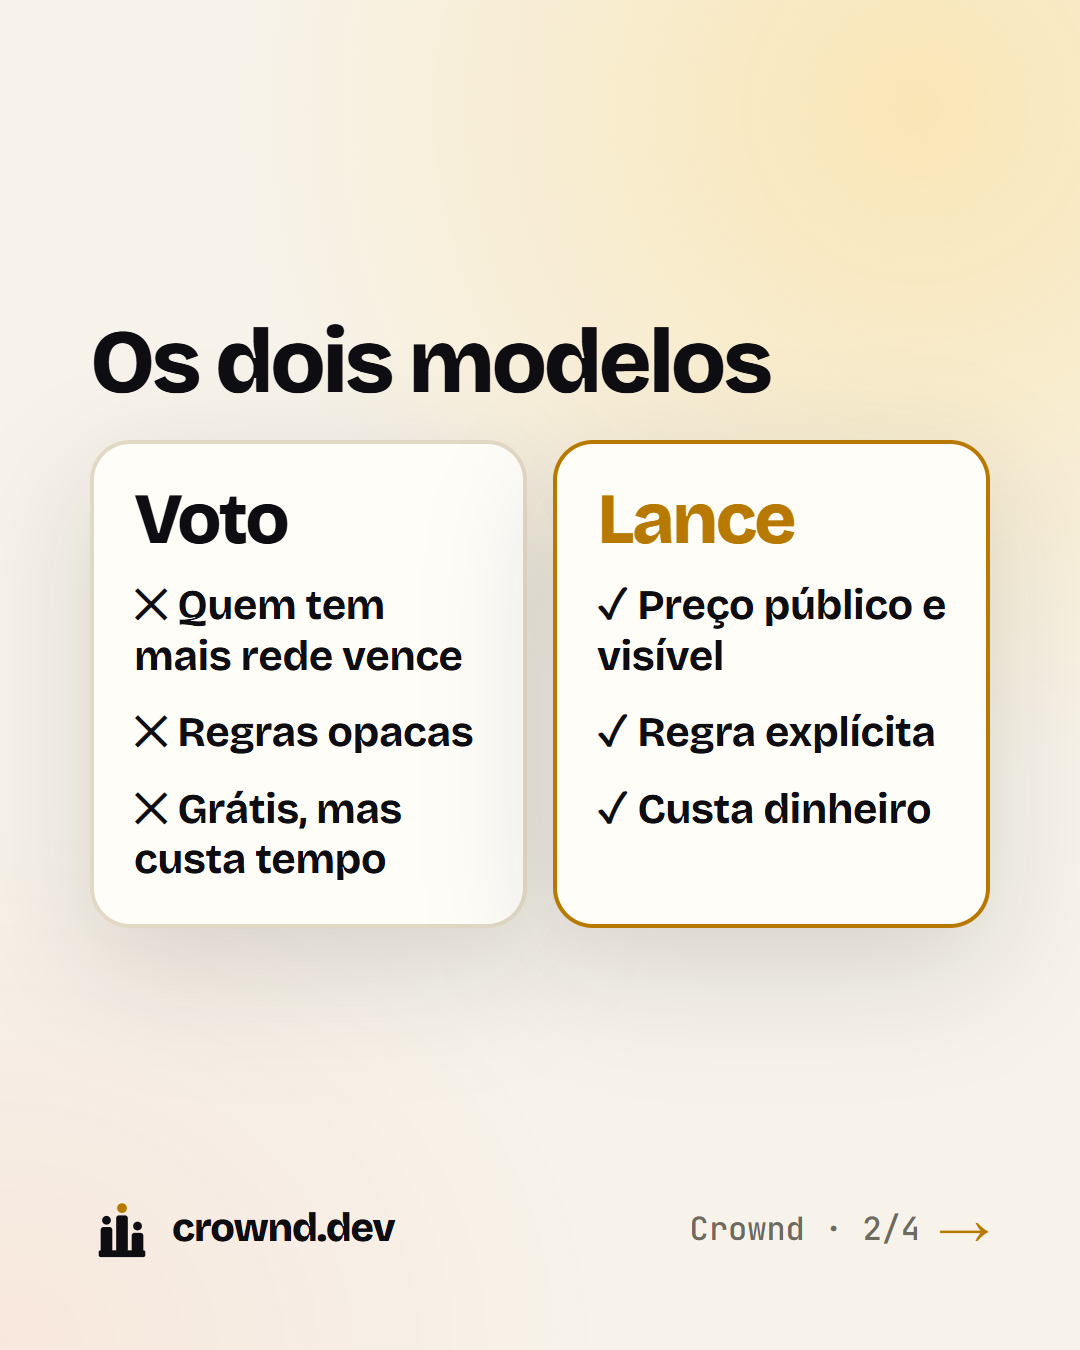 Os dois modelos
Voto
✕ Quem tem
mais rede vence
✕ Regras opacas
✕ Grátis, mas
custa tempo
Lance
✓ Preço público e
visível
✓ Regra explícita
✓ Custa dinheiro
crownd.dev
Crownd · 2/4 →